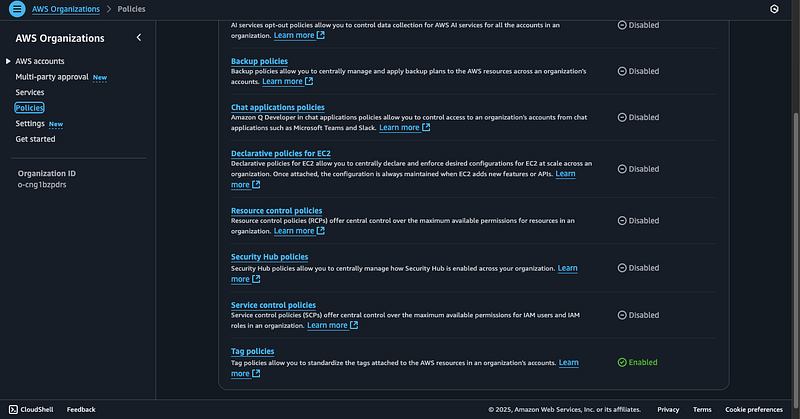 AWS Organizations > Policies
AWS Organizations
AWS accounts
Multi-party approval New
Services
Policies
Settings New
Get started
Organization ID
o-cng1bzpdrs
AI services opt-out policies allow you to control data collection for AWS AI services for all the accounts in an
organization. Learn more
Disabled
Backup policies
Backup policies allow you to centrally manage and apply backup plans to the AWS resources across an organization's
accounts. Learn more
Disabled
Chat applications policies
Amazon Q Developer in chat applications policies allow you to control access to an organization's accounts from chat
applications such as Microsoft Teams and Slack. Learn more
Disabled
Declarative policies for EC2
Declarative policies for EC2 allow you to centrally declare and enforce desired configurations for EC2 at scale across an
organization. Once attached, the configuration is always maintained when EC2 adds new features or APIs. Learn
more
Disabled
Resource control policies
Resource control policies (RCPs) offer central control over the maximum available permissions for resources in an
organization. Learn more
Disabled
Security Hub policies
Security Hub policies allow you to centrally manage how Security Hub is enabled across your organization. Learn
more
Disabled
Service control policies
Service control policies (SCPs) offer central control over the maximum available permissions for IAM users and IAM
roles in an organization. Learn more
Disabled
Tag policies
Tag policies allow you to standardize the tags attached to the AWS resources in an organization's accounts. Learn
more
Enabled
CloudShell Feedback © 2025, Amazon Web Services, Inc. or its affiliates. Privacy Terms Cookie preferences